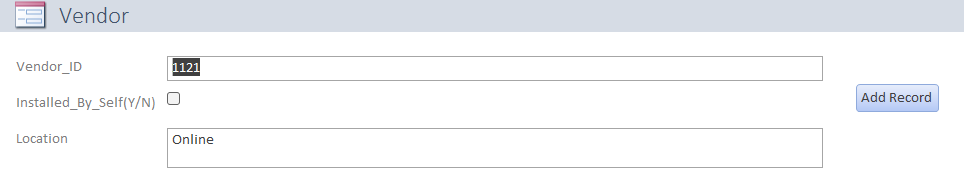 Vendor
Vendor_ID
1121
Installed_By_Self(Y/N)
Add Record
Location
Online